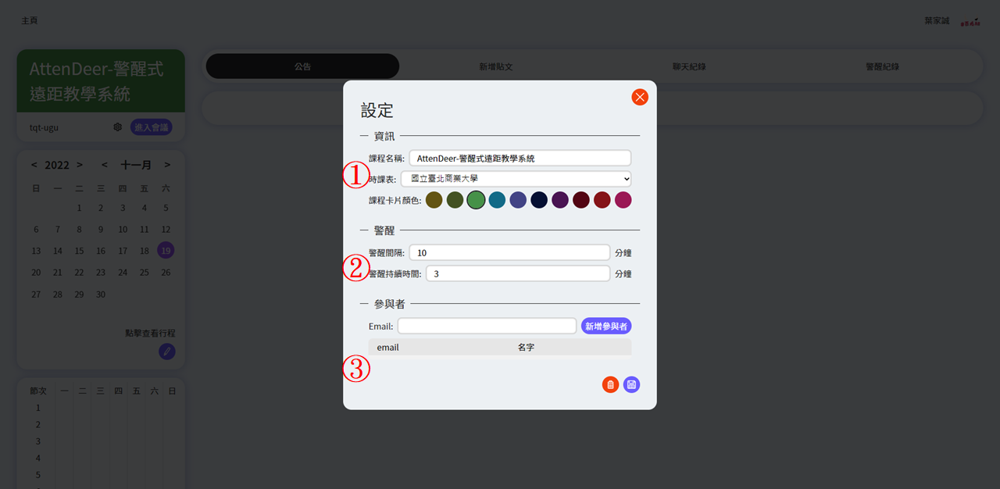 主頁
葉家誠
AttenDeer-警醒式
遠距教學系統
tqt-ugu 進入會議
公告 新增貼文 聊天紀錄 警醒紀錄
< 2022 > < 十一月 >
日 一 二 三 四 五 六
1 2 3 4 5
6 7 8 9 10 11 12
13 14 15 16 17 18 19
20 21 22 23 24 25 26
27 28 29 30
點擊查看行程
節次 一 二 三 四 五 六 日
1
2
3
4
5
設定
資訊
課程名稱: AttenDeer-警醒式遠距教學系統
①
時課表: 國立臺北商業大學
課程卡片顏色:
警醒
警醒間隔: 10 分鐘
②
警醒持續時間: 3 分鐘
參與者
Email: 新增參與者
email 名字
③